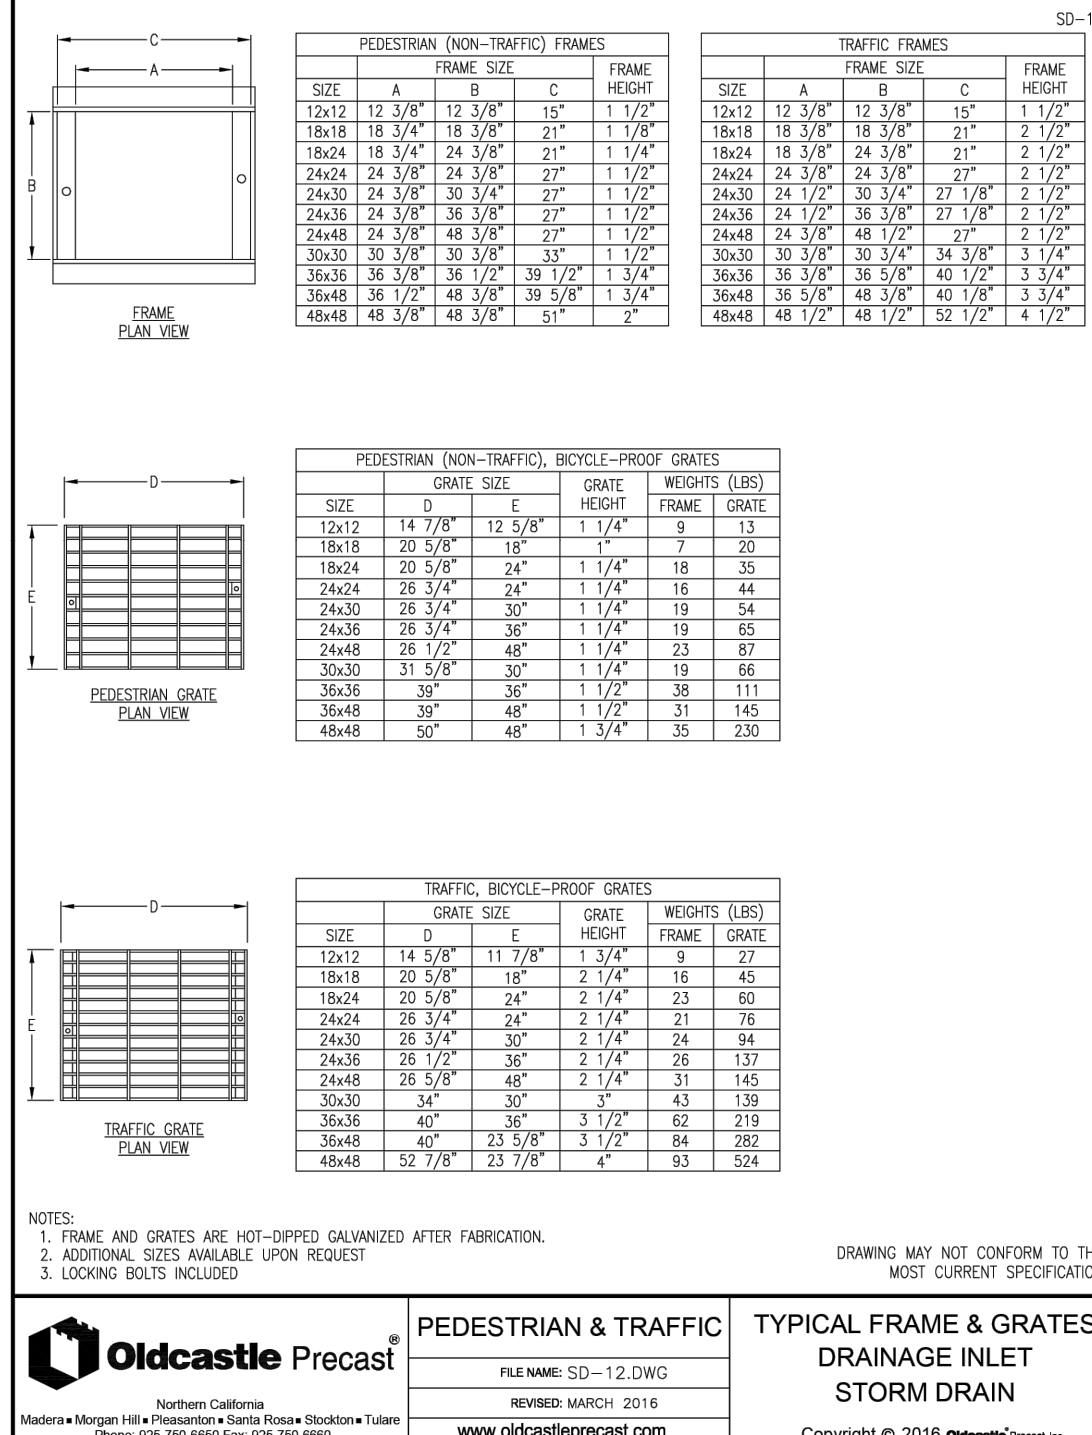 SD-1
C
A
B
FRAME
PLAN VIEW
PEDESTRIAN (NON-TRAFFIC) FRAMES
FRAME SIZE FRAME HEIGHT
SIZE A B C
12x12 12 3/8" 12 3/8" 15" 1 1/2"
18x18 18 3/4" 18 3/8" 21" 1 1/8"
18x24 18 3/4" 24 3/8" 21" 1 1/4"
24x24 24 3/8" 24 3/8" 27" 1 1/2"
24x30 24 3/8" 30 3/4" 27" 1 1/2"
24x36 24 3/8" 36 3/8" 27" 1 1/2"
24x48 24 3/8" 48 3/8" 27" 1 1/2"
30x30 30 3/8" 30 3/8" 33" 1 1/2"
36x36 36 3/8" 36 1/2" 39 1/2" 1 3/4"
36x48 36 1/2" 48 3/8" 39 5/8" 1 3/4"
48x48 48 3/8" 48 3/8" 51" 2"
TRAFFIC FRAMES
FRAME SIZE FRAME HEIGHT
SIZE A B C
12x12 12 3/8" 12 3/8" 15" 1 1/2"
18x18 18 3/8" 18 3/8" 21" 2 1/2"
18x24 18 3/8" 24 3/8" 21" 2 1/2"
24x24 24 3/8" 24 3/8" 27" 2 1/2"
24x30 24 1/2" 30 3/4" 27 1/8" 2 1/2"
24x36 24 1/2" 36 3/8" 27 1/8" 2 1/2"
24x48 24 3/8" 48 1/2" 27" 2 1/2"
30x30 30 3/8" 30 3/4" 34 3/8" 3 1/4"
36x36 36 3/8" 36 5/8" 40 1/2" 3 3/4"
36x48 36 5/8" 48 3/8" 40 1/8" 3 3/4"
48x48 48 1/2" 48 1/2" 52 1/2" 4 1/2"
D
E
PEDESTRIAN GRATE
PLAN VIEW
PEDESTRIAN (NON-TRAFFIC), BICYCLE-PROOF GRATES
GRATE SIZE GRATE HEIGHT WEIGHTS (LBS)
SIZE D E FRAME GRATE
12x12 14 7/8" 12 5/8" 1 1/4" 9 13
18x18 20 5/8" 18" 1" 7 20
18x24 20 5/8" 24" 1 1/4" 18 35
24x24 26 3/4" 24" 1 1/4" 16 44
24x30 26 3/4" 30" 1 1/4" 19 54
24x36 26 3/4" 36" 1 1/4" 19 65
24x48 26 1/2" 48" 1 1/4" 23 87
30x30 31 5/8" 30" 1 1/4" 19 66
36x36 39" 36" 1 1/2" 38 111
36x48 39" 48" 1 1/2" 31 145
48x48 50" 48" 1 3/4" 35 230
D
E
TRAFFIC GRATE
PLAN VIEW
TRAFFIC, BICYCLE-PROOF GRATES
GRATE SIZE GRATE HEIGHT WEIGHTS (LBS)
SIZE D E FRAME GRATE
12x12 14 5/8" 11 7/8" 1 3/4" 9 27
18x18 20 5/8" 18" 2 1/4" 16 45
18x24 20 5/8" 24" 2 1/4" 23 60
24x24 26 3/4" 24" 2 1/4" 21 76
24x30 26 3/4" 30" 2 1/4" 24 94
24x36 26 1/2" 36" 2 1/4" 26 137
24x48 26 5/8" 48" 2 1/4" 31 145
30x30 34" 30" 3" 43 139
36x36 40" 36" 3 1/2" 62 219
36x48 40" 23 5/8" 3 1/2" 84 282
48x48 52 7/8" 23 7/8" 4" 93 524
NOTES:
1. FRAME AND GRATES ARE HOT-DIPPED GALVANIZED AFTER FABRICATION.
2. ADDITIONAL SIZES AVAILABLE UPON REQUEST
3. LOCKING BOLTS INCLUDED
DRAWING MAY NOT CONFORM TO TH
MOST CURRENT SPECIFICATIO
Oldcastle Precast®
Northern California
Madera ▪ Morgan Hill ▪ Pleasanton ▪ Santa Rosa ▪ Stockton ▪ Tulare
Phone: 925-750-6650 Fax: 925-750-6660
PEDESTRIAN & TRAFFIC
FILE NAME: SD-12.DWG
REVISED: MARCH 2016
www.oldcastleprecast.com
TYPICAL FRAME & GRATES
DRAINAGE INLET
STORM DRAIN
Copyright © 2016 Oldcastle® Precast Inc